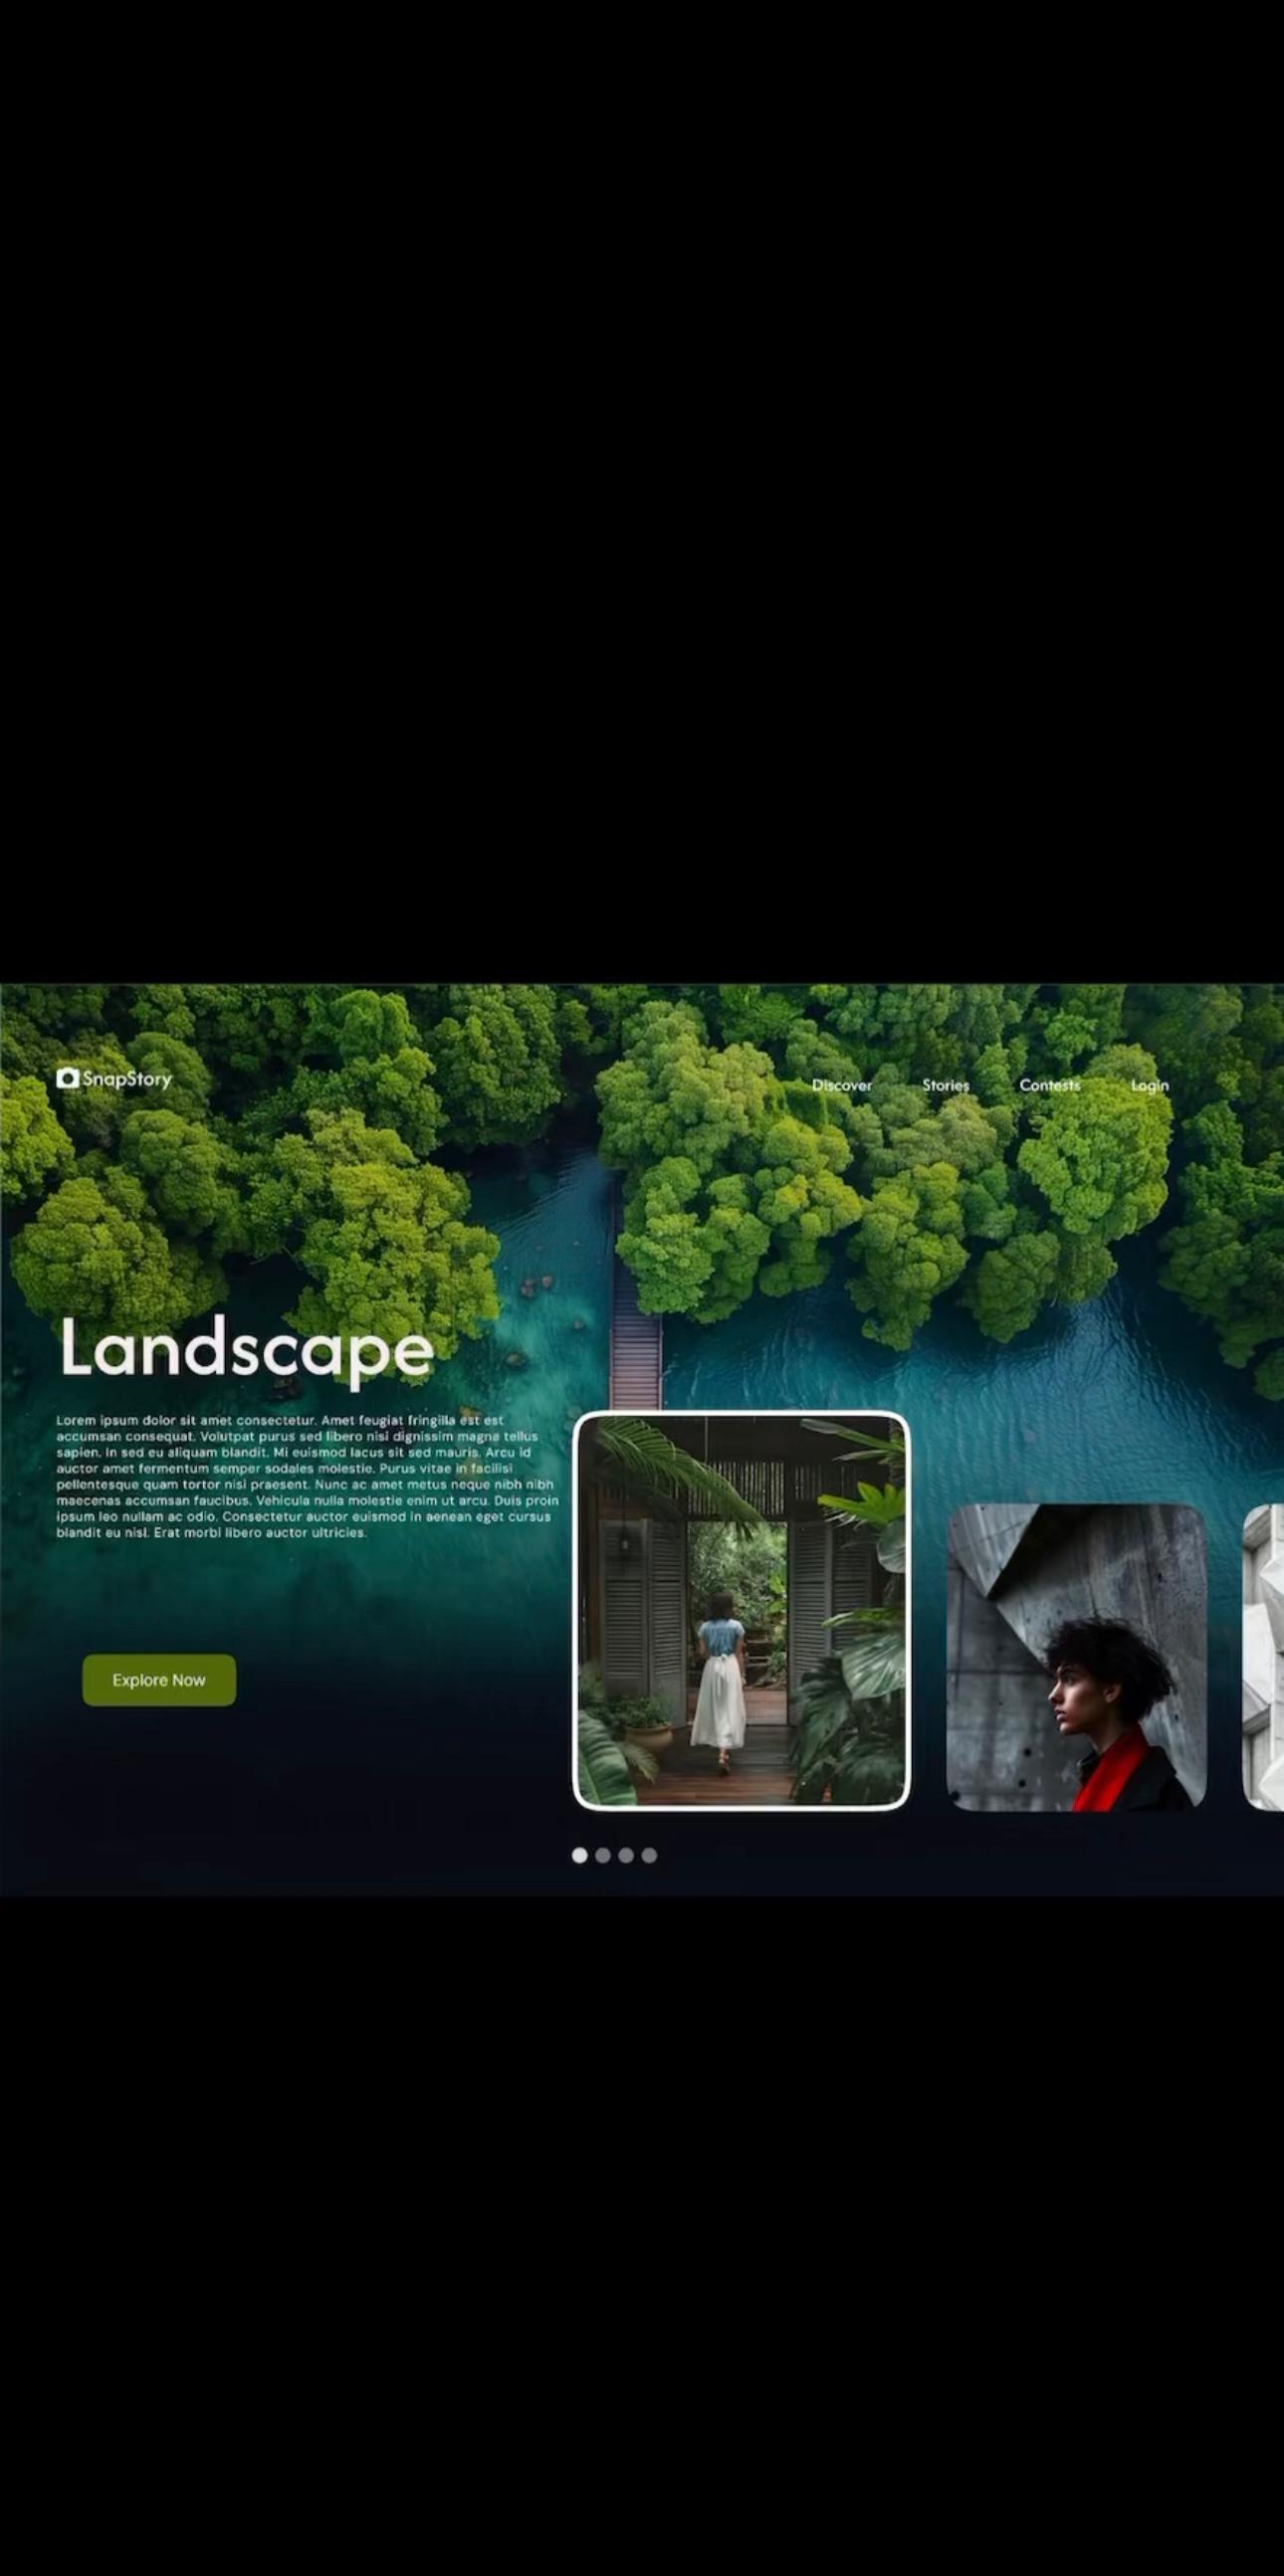 SnapStory
Discover
Stories
Contests
Login
Landscape
Lorem ipsum dolor sit amet consectetur. Amet feugiat fringilla est est
accumsan consequat. Volutpat purus sed libero nisi dignissim magna tellus
sapien. In sed eu aliquam blandit. Mi euismod lacus sit sed mauris. Arcu id
auctor amet fermentum semper sodales molestie. Purus vitae in facilisi
pellentesque quam tortor nisi praesent. Nunc ac amet metus neque nibh nibh
maecenas accumsan faucibus. Vehicula nulla molestie enim ut arcu. Duis proin
ipsum leo nullam ac odio. Consectetur auctor euismod in aenean eget cursus
blandit eu nisl. Erat morbi libero auctor ultricies.
Explore Now